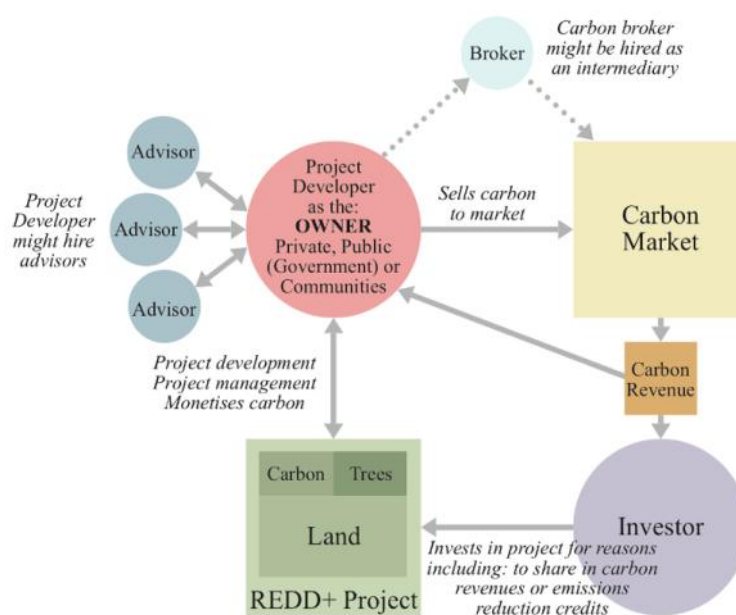 Broker
Carbon broker
might be hired as
an intermediary
Advisor
Advisor
Advisor
Project
Developer
might hire
advisors
Project
Developer
as the:
OWNER
Private, Public
(Government) or
Communities
Sells carbon
to market
Carbon
Market
Project development
Project management
Monetises carbon
Carbon
Revenue
Carbon
Trees
Land
REDD+ Project
Investor
Invests in project for reasons
including: to share in carbon
revenues or emissions
reduction credits